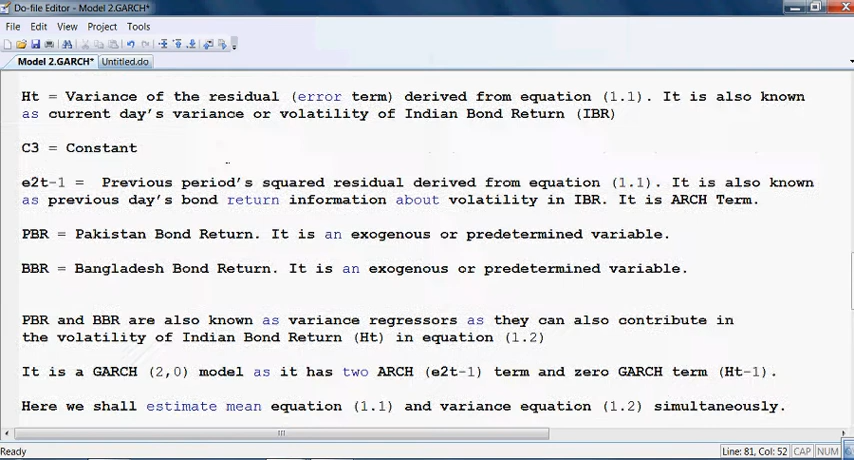 Do-file Editor - Model 2.GARCH*
File Edit View Project Tools
Model 2.GARCH* Untitled.do
Ht = Variance of the residual (error term) derived from equation (1.1). It is also known
as current day's variance or volatility of Indian Bond Return (IBR)
C3 = Constant
e2t-1 = Previous period's squared residual derived from equation (1.1). It is also known
as previous day's bond return information about volatility in IBR. It is ARCH Term.
PBR = Pakistan Bond Return. It is an exogenous or predetermined variable.
BBR = Bangladesh Bond Return. It is an exogenous or predetermined variable.
PBR and BBR are also known as variance regressors as they can also contribute in
the volatility of Indian Bond Return (Ht) in equation (1.2)
It is a GARCH (2,0) model as it has two ARCH (e2t-1) term and zero GARCH term (Ht-1).
Here we shall estimate mean equation (1.1) and variance equation (1.2) simultaneously.
Ready Line: 81, Col: 52 CAP NUM